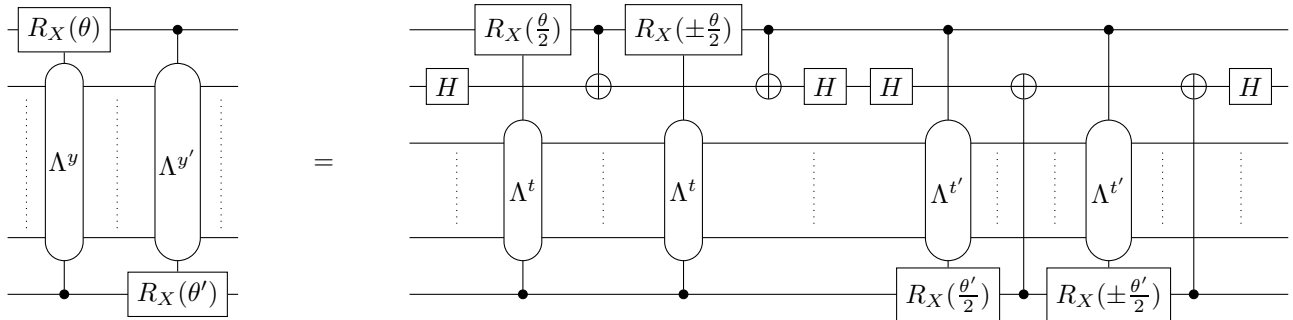 R_X(θ) R_X(θ/2) R_X(±θ/2)
H H H H
Λ^y Λ^{y′} = Λ^t Λ^t Λ^{t′} Λ^{t′}
R_X(θ′) R_X(θ′/2) R_X(±θ′/2)